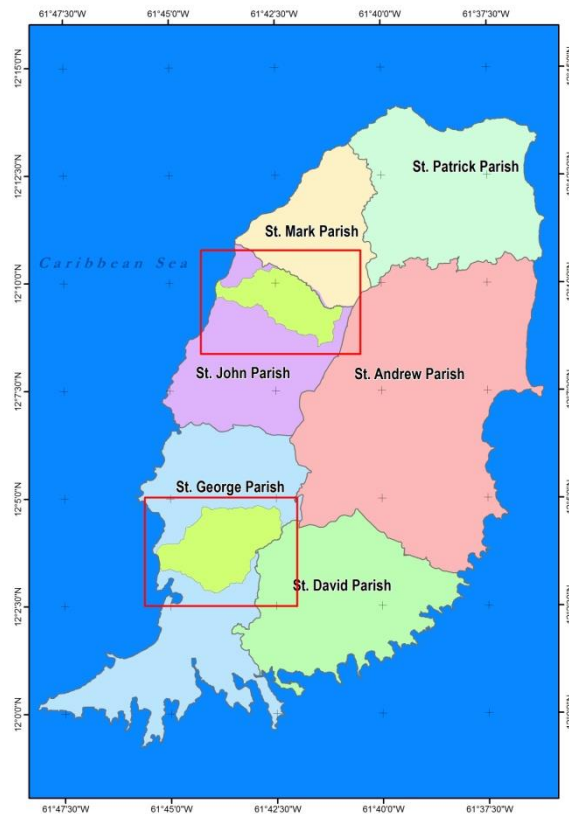 61°47'30"W 61°45'0"W 61°42'30"W 61°40'0"W 61°37'30"W
12°15'0"N
12°12'30"N
St. Patrick Parish
St. Mark Parish
Caribbean Sea
12°10'0"N
12°7'30"N
St. John Parish
St. Andrew Parish
St. George Parish
12°5'0"N
St. David Parish
12°2'30"N
12°0'0"N
61°47'30"W 61°45'0"W 61°42'30"W 61°40'0"W 61°37'30"W